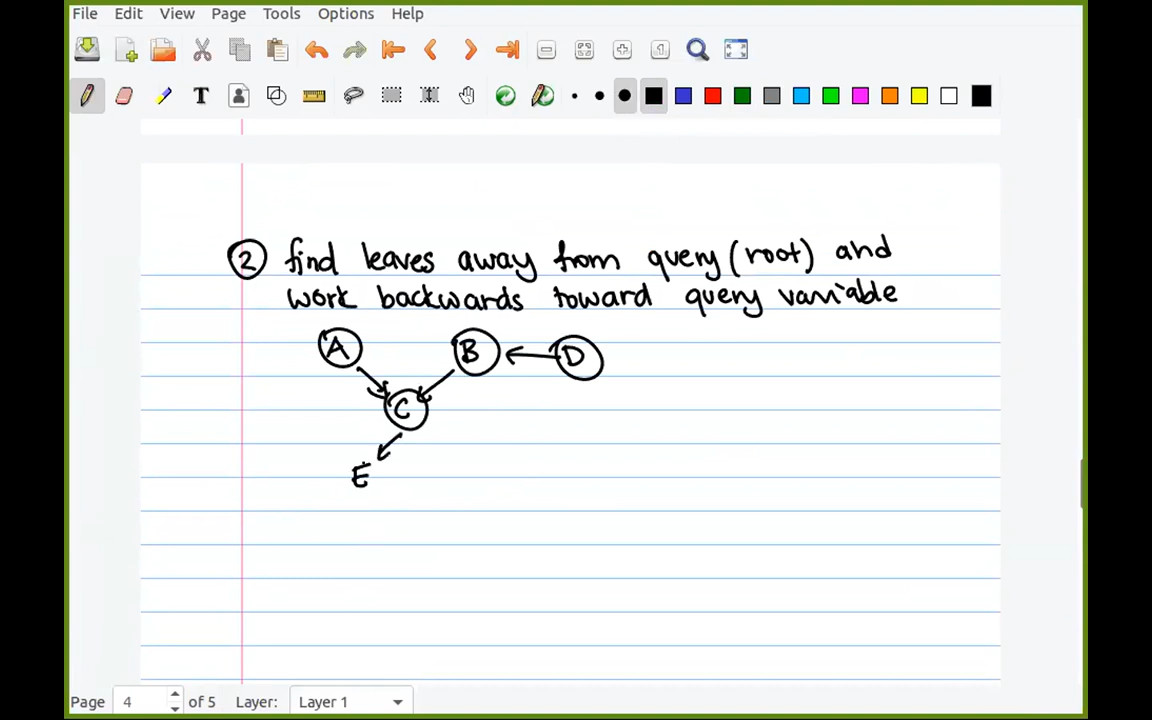 File Edit View Page Tools Options Help
T
② find leaves away from query (root) and
work backwards toward query variable
A B D
C
E
Page 4 of 5 Layer: Layer 1